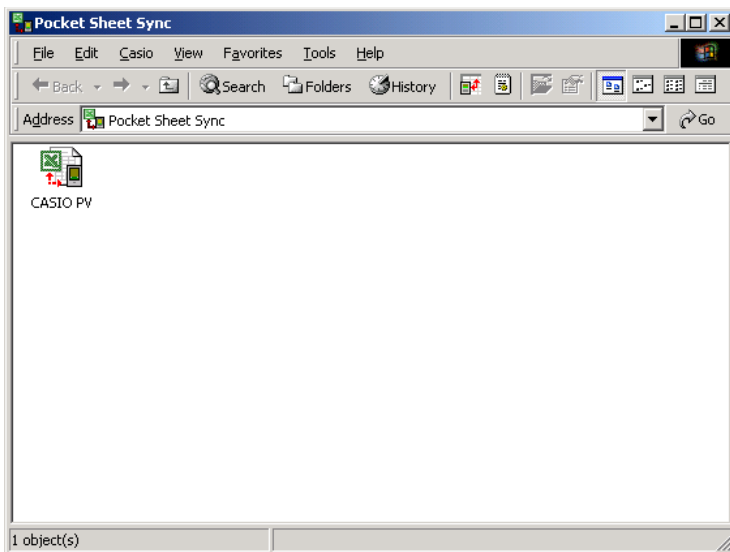 Pocket Sheet Sync
File Edit Casio View Favorites Tools Help
Back Search Folders History
Address Pocket Sheet Sync Go
CASIO PV
1 object(s)